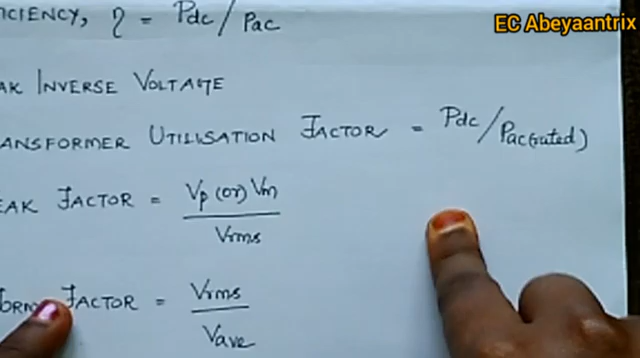 EC Abeyaantrix
ICIENCY, η = Pdc / Pac
AK INVERSE VOLTAGE
ANSFORMER UTILISATION FACTOR = Pdc / Pac(rated)
EAK FACTOR = Vp (or) Vm
Vrms
FORM FACTOR = Vrms
Vave